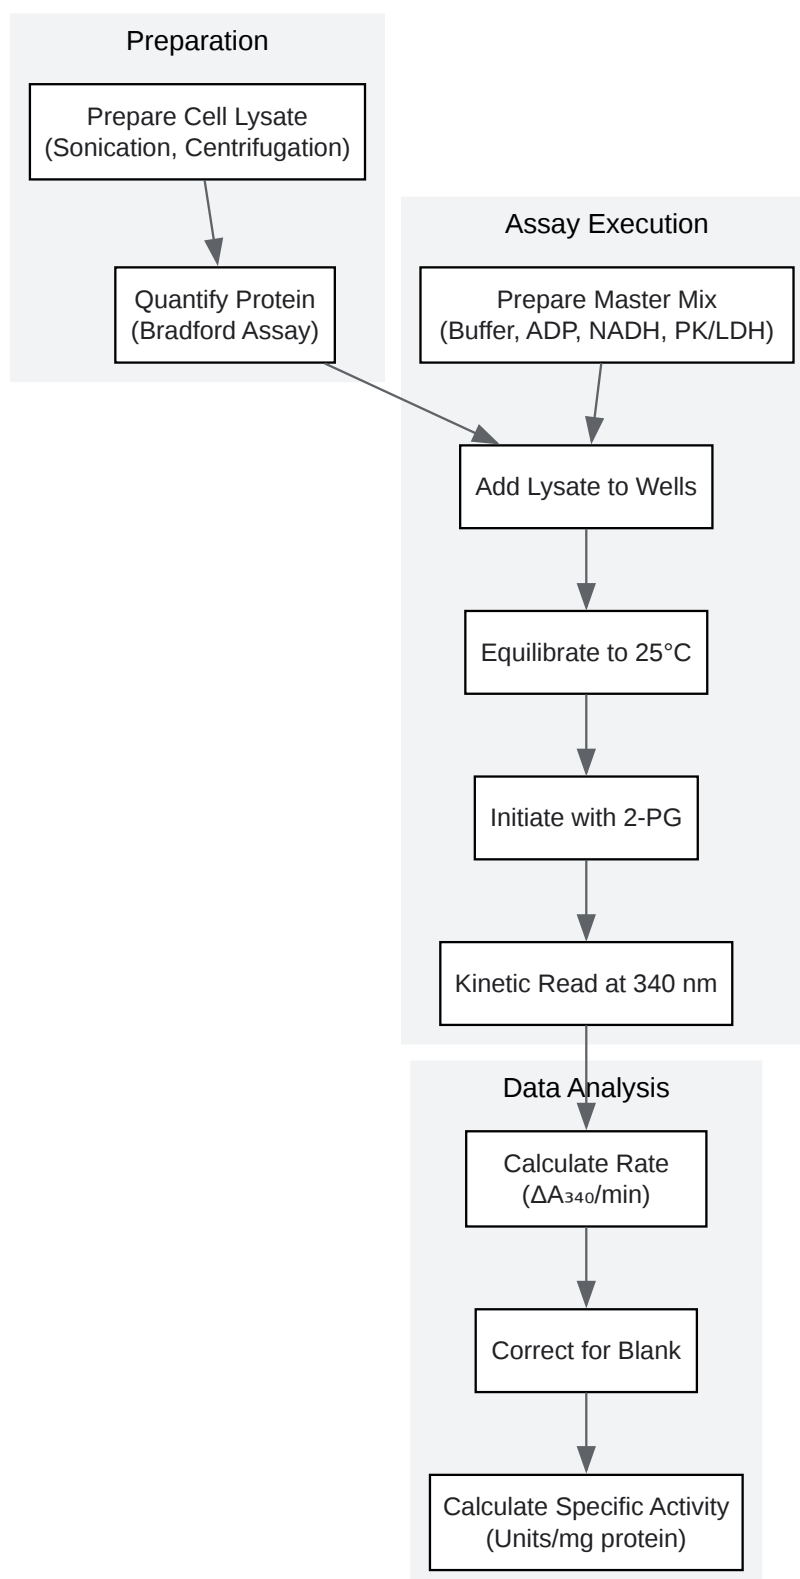 Preparation
Prepare Cell Lysate
(Sonication, Centrifugation)
Quantify Protein
(Bradford Assay)
Assay Execution
Prepare Master Mix
(Buffer, ADP, NADH, PK/LDH)
Add Lysate to Wells
Equilibrate to 25°C
Initiate with 2-PG
Kinetic Read at 340 nm
Data Analysis
Calculate Rate
(ΔA₃₄₀/min)
Correct for Blank
Calculate Specific Activity
(Units/mg protein)